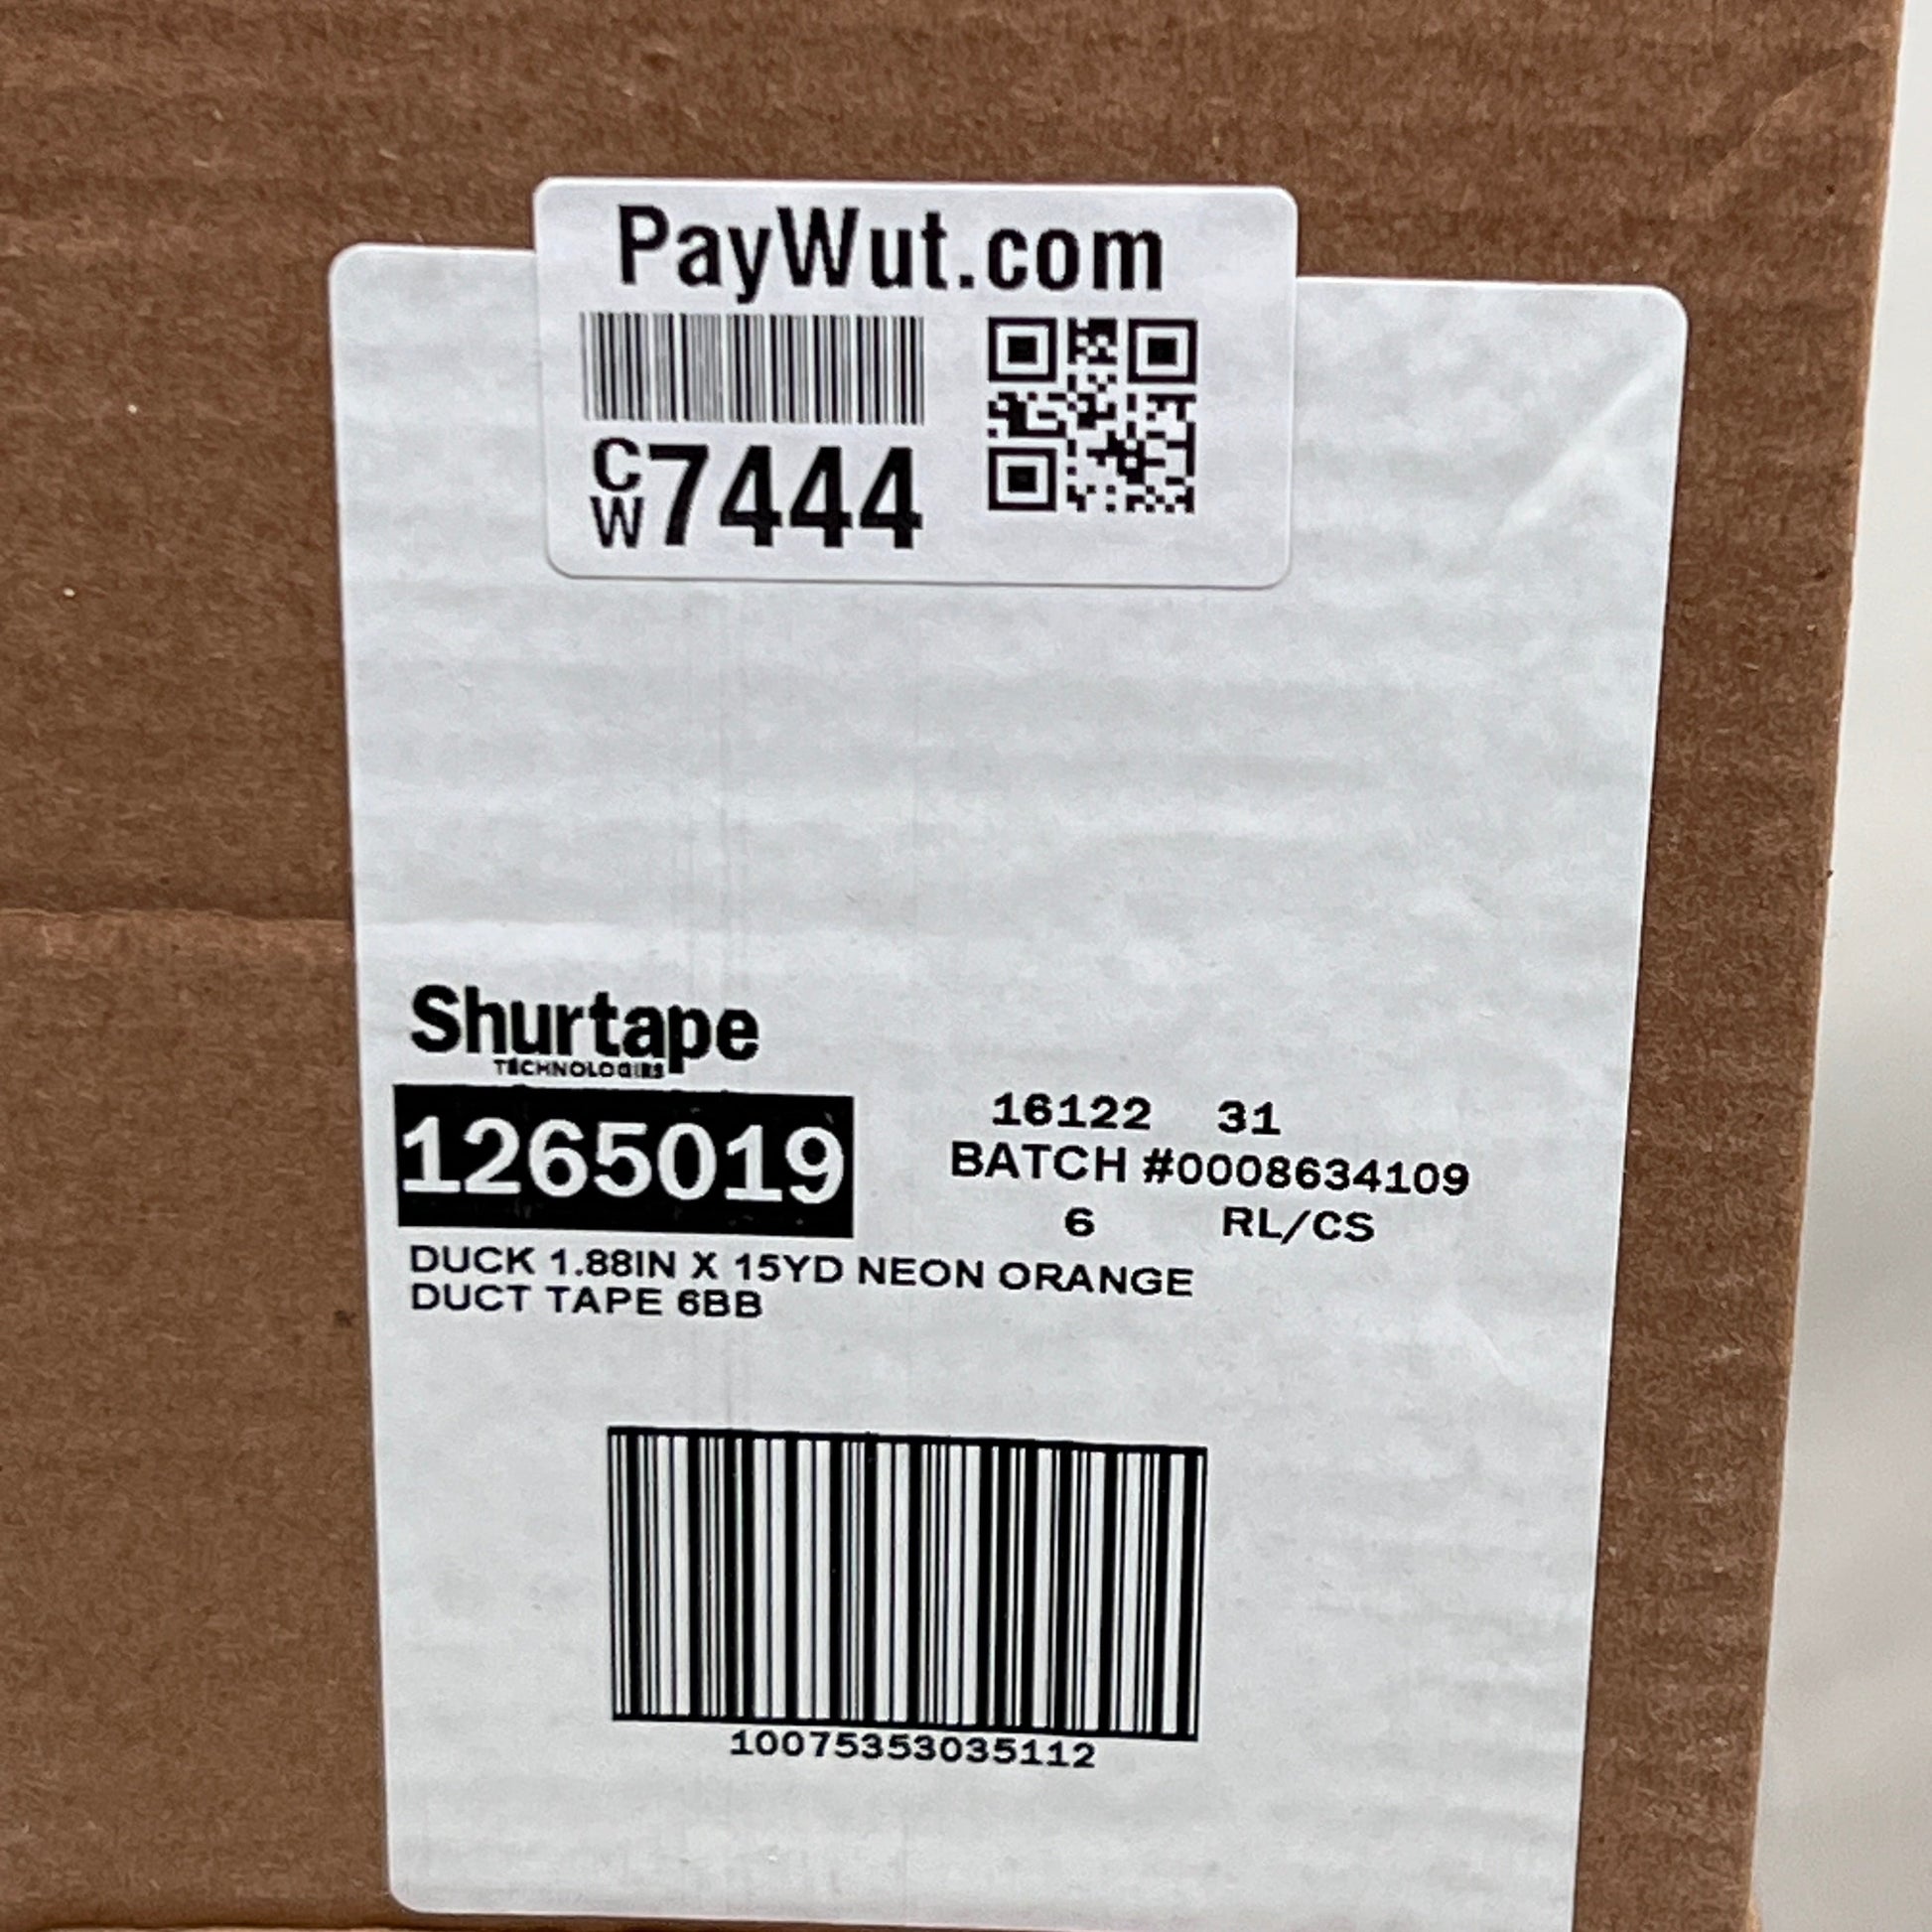 PayWut.com
CW7444
Shurtape
TECHNOLOGIES
1265019
16122 31
BATCH #0008634109
6 RL/CS
DUCK 1.88IN X 15YD NEON ORANGE
DUCT TAPE 6BB
10075353035112